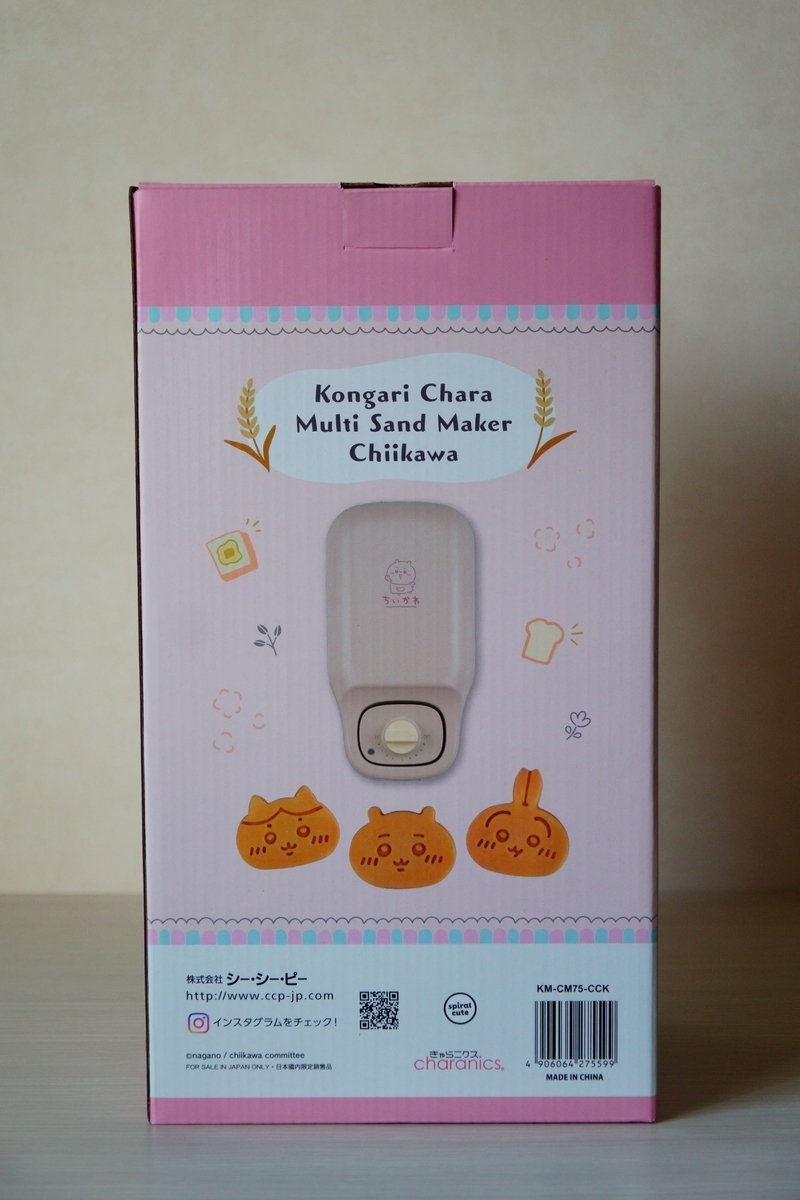 Kongari Chara
Multi Sand Maker
Chiikawa
ちいかわ
株式会社 シー・シー・ピー
http://www.ccp-jp.com
インスタグラムをチェック!
©nagano / chiikawa committee
FOR SALE IN JAPAN ONLY・日本国内限定販売品
spiral
cute
きゃらニクス
charanics
KM-CM75-CCK
4 906064 275599
MADE IN CHINA